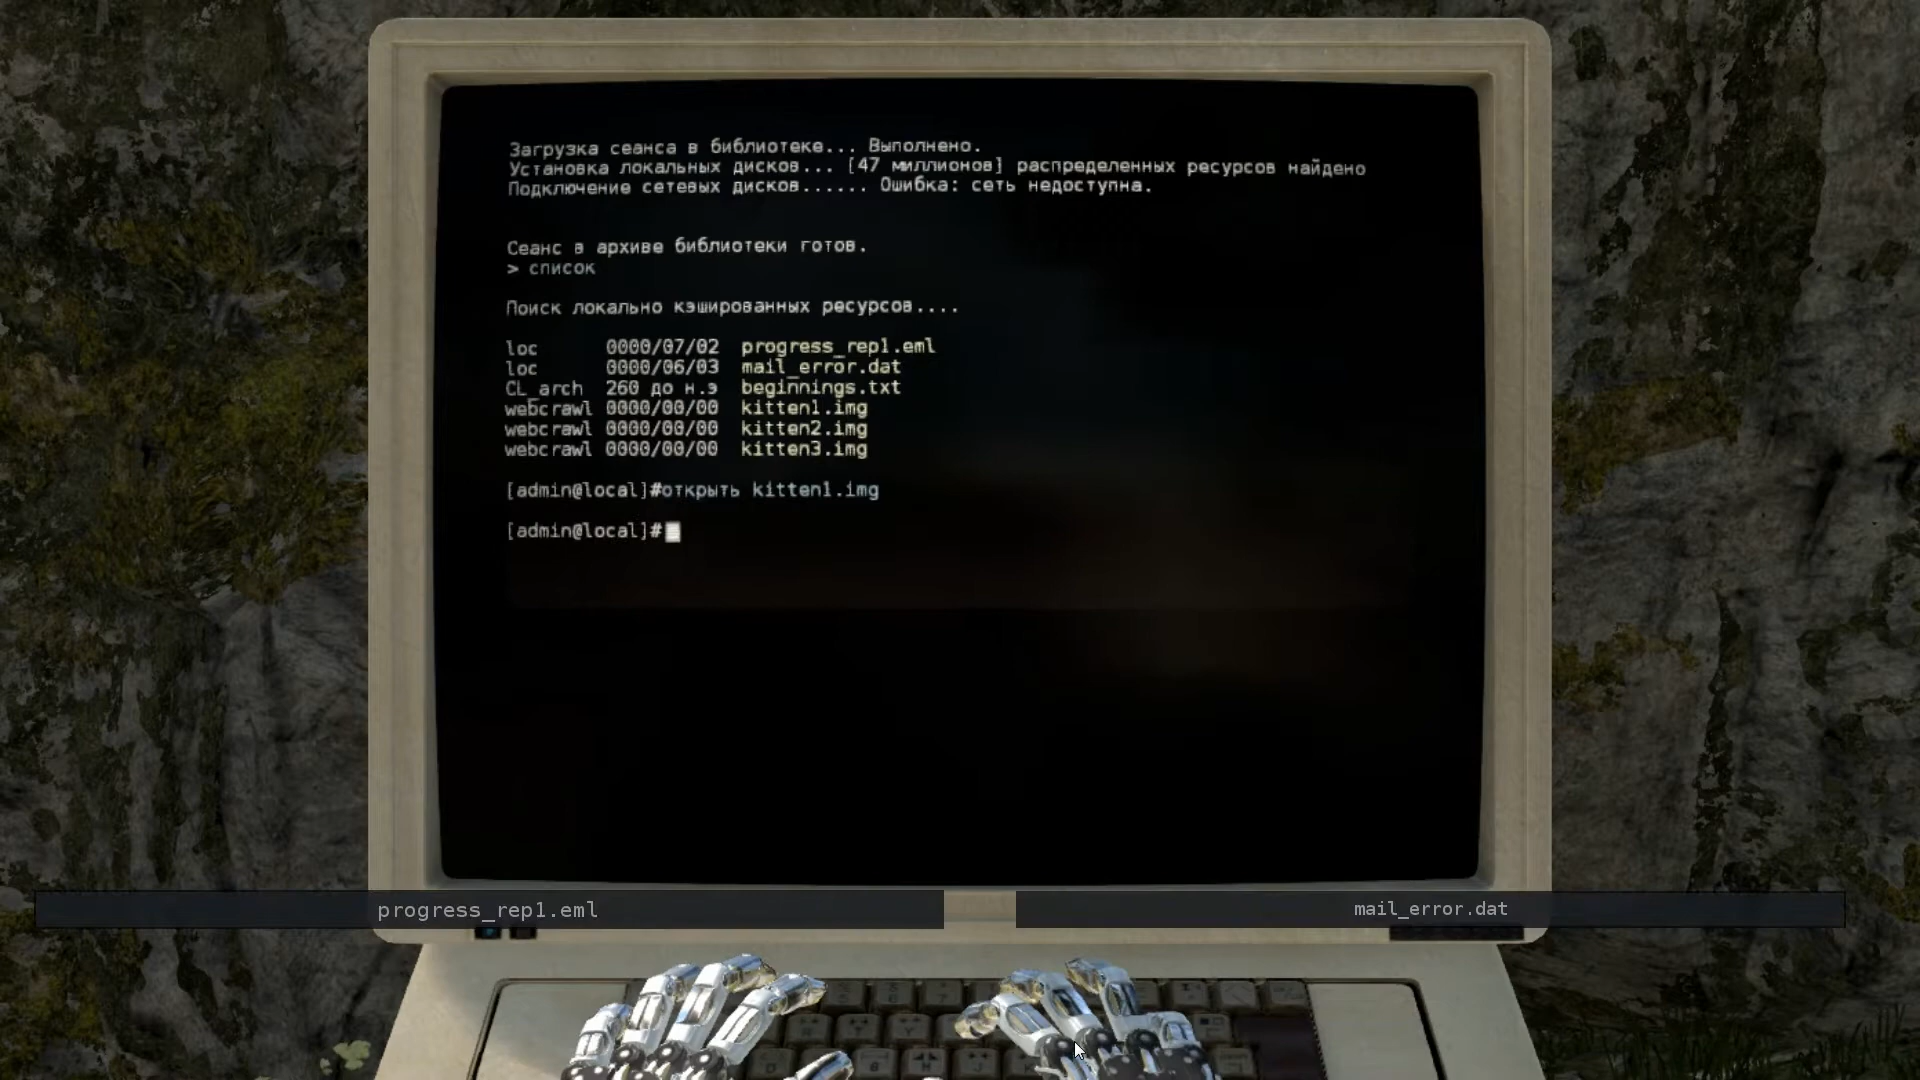 Загрузка сеанса в библиотеке... Выполнено.
Установка локальных дисков... [47 миллионов] распределенных ресурсов найдено
Подключение сетевых дисков...... Ошибка: сеть недоступна.
Сеанс в архиве библиотеки готов.
> список
Поиск локально кэшированных ресурсов....
loc 0000/07/02 progress_rep1.eml
loc 0000/06/03 mail_error.dat
CL_arch 260 до н.э beginnings.txt
webcrawl 0000/00/00 kitten1.img
webcrawl 0000/00/00 kitten2.img
webcrawl 0000/00/00 kitten3.img
[admin@local]#открыть kitten1.img
[admin@local]#
progress_rep1.eml
mail_error.dat